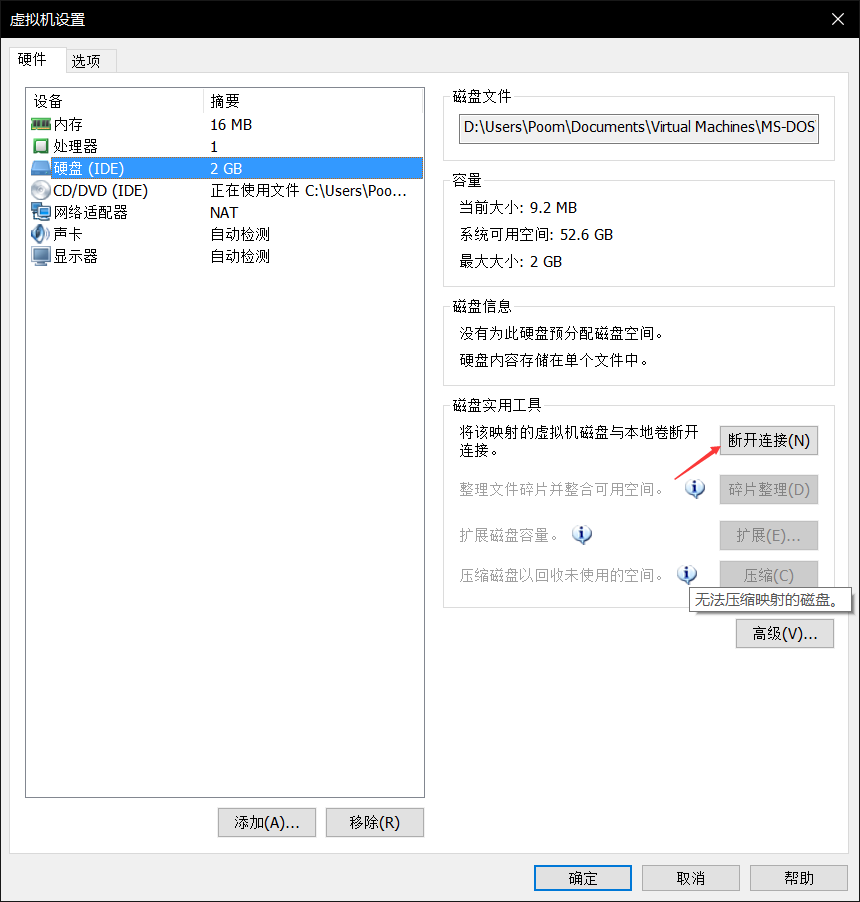 虚拟机设置
硬件
选项
设备 摘要
内存 16 MB
处理器 1
硬盘 (IDE) 2 GB
CD/DVD (IDE) 正在使用文件 C:\Users\Poo...
网络适配器 NAT
声卡 自动检测
显示器 自动检测
添加(A)...
移除(R)
磁盘文件
D:\Users\Poom\Documents\Virtual Machines\MS-DOS
容量
当前大小: 9.2 MB
系统可用空间: 52.6 GB
最大大小: 2 GB
磁盘信息
没有为此硬盘预分配磁盘空间。
硬盘内容存储在单个文件中。
磁盘实用工具
将该映射的虚拟机磁盘与本地卷断开
连接。
断开连接(N)
整理文件碎片并整合可用空间。
碎片整理(D)
扩展磁盘容量。
扩展(E)...
压缩磁盘以回收未使用的空间。
压缩(C)
无法压缩映射的磁盘。
高级(V)...
确定
取消
帮助